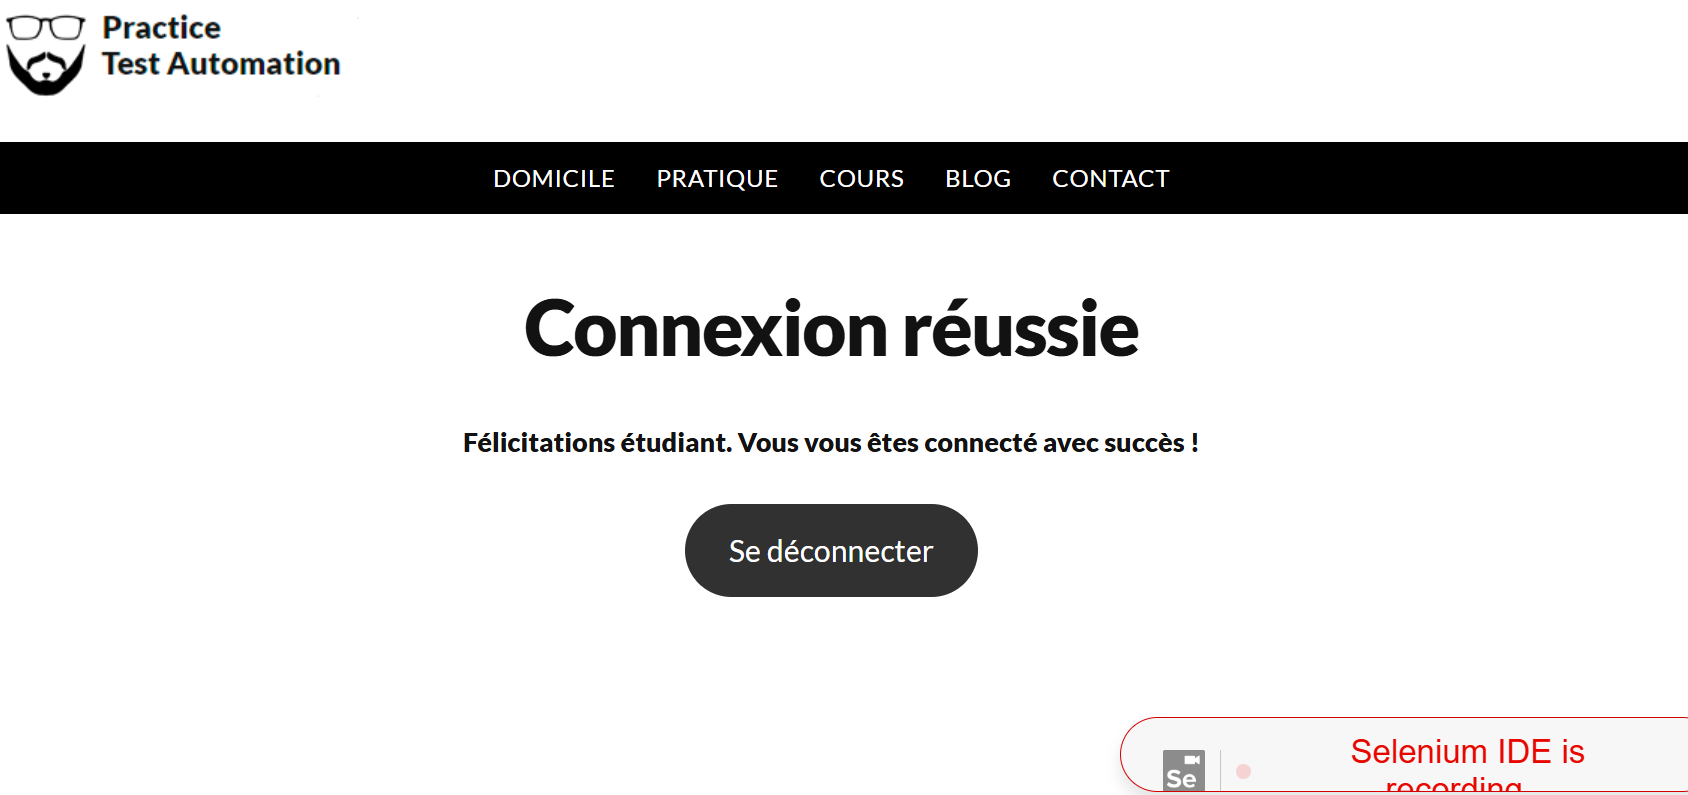 Practice
Test Automation
DOMICILE PRATIQUE COURS BLOG CONTACT
Connexion réussie
Félicitations étudiant. Vous vous êtes connecté avec succès !
Se déconnecter
Selenium IDE is
Se
recording